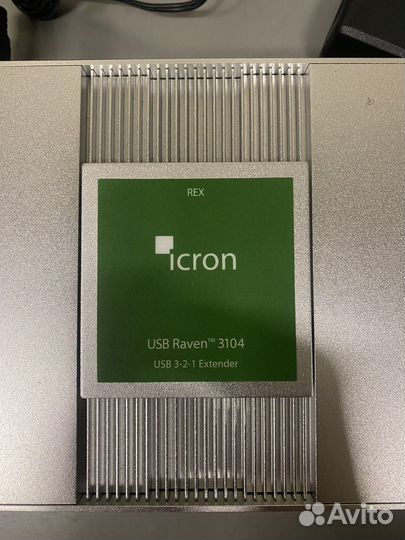 REX
icron
USB Raven™ 3104
USB 3-2-1 Extender
Avito